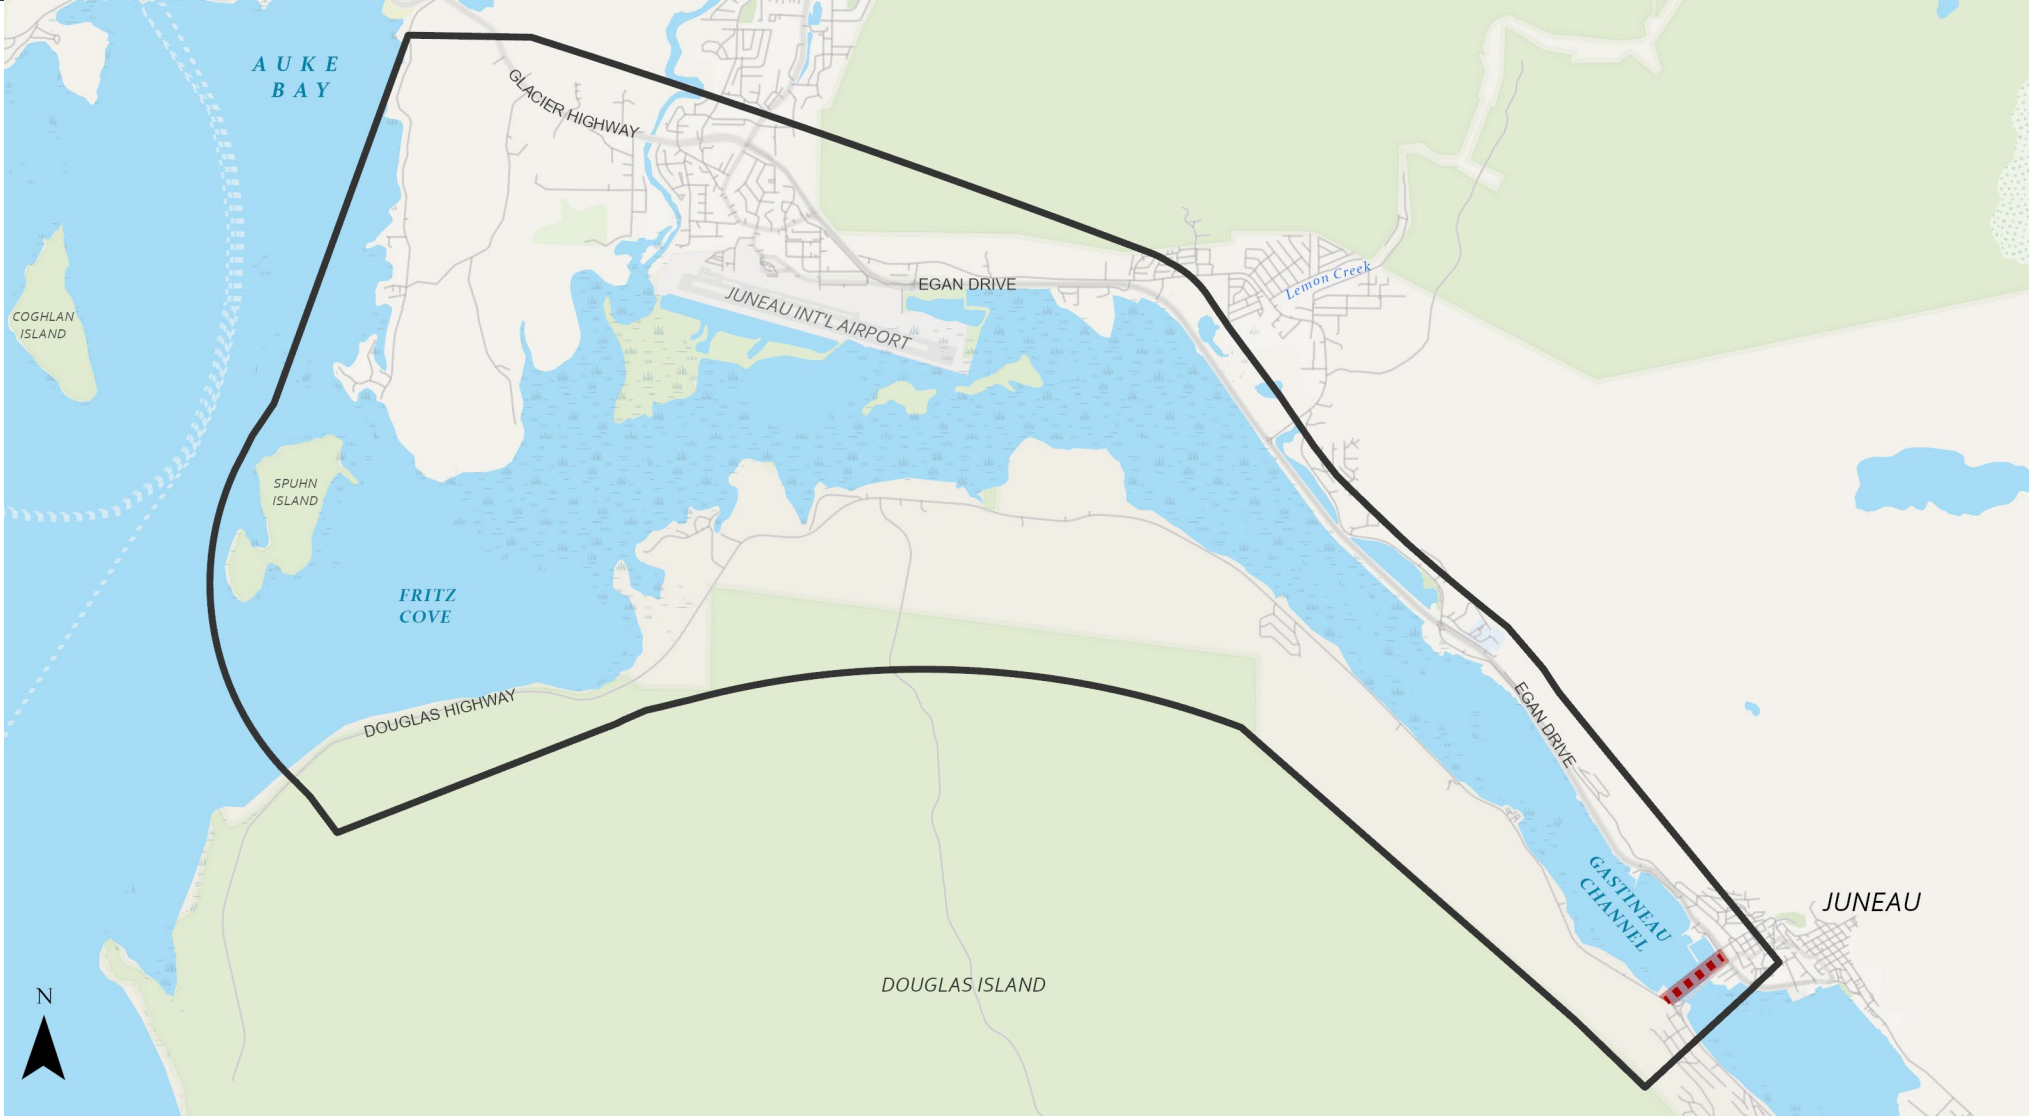 AUKE
BAY
GLACIER HIGHWAY
EGAN DRIVE
Lemon Creek
JUNEAU INT'L AIRPORT
COGHLAN
ISLAND
SPUHN
ISLAND
FRITZ
COVE
DOUGLAS HIGHWAY
EGAN DRIVE
GASTINEAU
CHANNEL
JUNEAU
DOUGLAS ISLAND
N